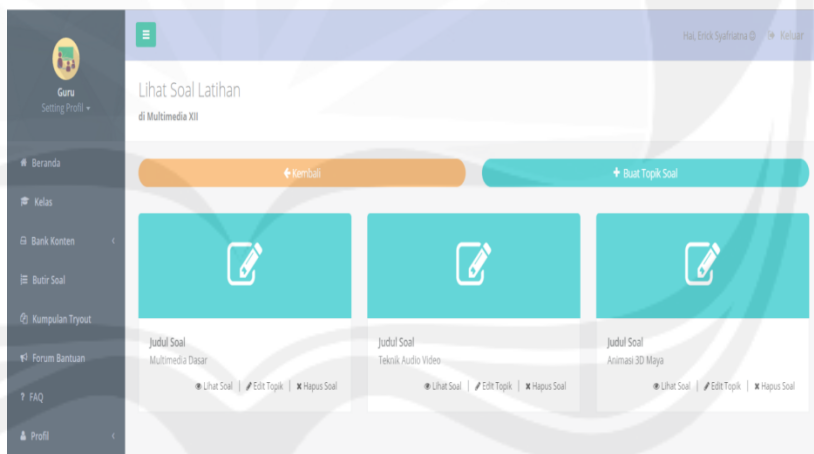 Hai, Erick Syafriatna Keluar
Guru
Setting Profil
Lihat Soal Latihan
di Multimedia XII
Beranda
Kelas
Bank Konten
Butir Soal
Kumpulan Tryout
Forum Bantuan
? FAQ
Profil
Kembali
+ Buat Topik Soal
Judul Soal
Multimedia Dasar
Lihat Soal | Edit Topik | x Hapus Soal
Judul Soal
Teknik Audio Video
Lihat Soal | Edit Topik | x Hapus Soal
Judul Soal
Animasi 3D Maya
Lihat Soal | Edit Topik | x Hapus Soal